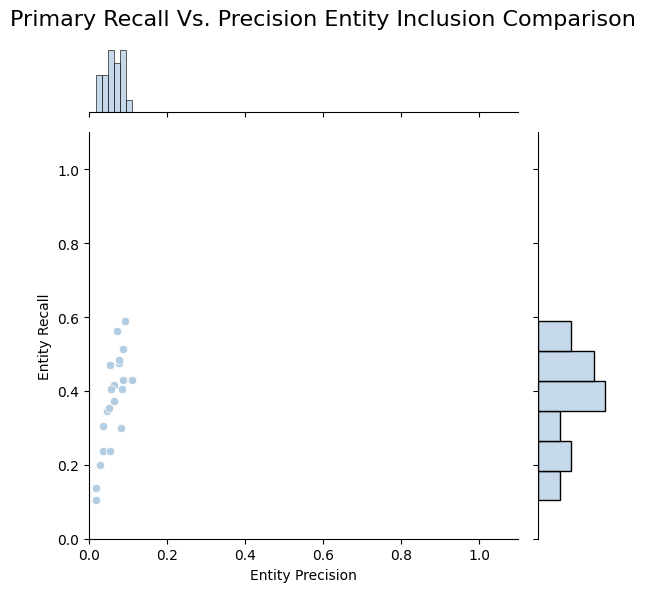 Primary Recall Vs. Precision Entity Inclusion Comparison
1.0
0.8
Entity Recall
0.6
0.4
0.2
0.0
0.0 0.2 0.4 0.6 0.8 1.0
Entity Precision